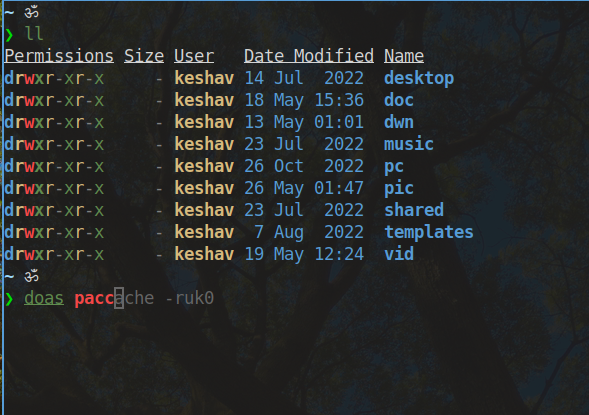 ~ ॐ
❯ ll
Permissions Size User Date Modified Name
drwxr-xr-x - keshav 14 Jul 2022 desktop
drwxr-xr-x - keshav 18 May 15:36 doc
drwxr-xr-x - keshav 13 May 01:01 dwn
drwxr-xr-x - keshav 23 Jul 2022 music
drwxr-xr-x - keshav 26 Oct 2022 pc
drwxr-xr-x - keshav 26 May 01:47 pic
drwxr-xr-x - keshav 23 Jul 2022 shared
drwxr-xr-x - keshav 7 Aug 2022 templates
drwxr-xr-x - keshav 19 May 12:24 vid
~ ॐ
❯ doas paccache -ruk0